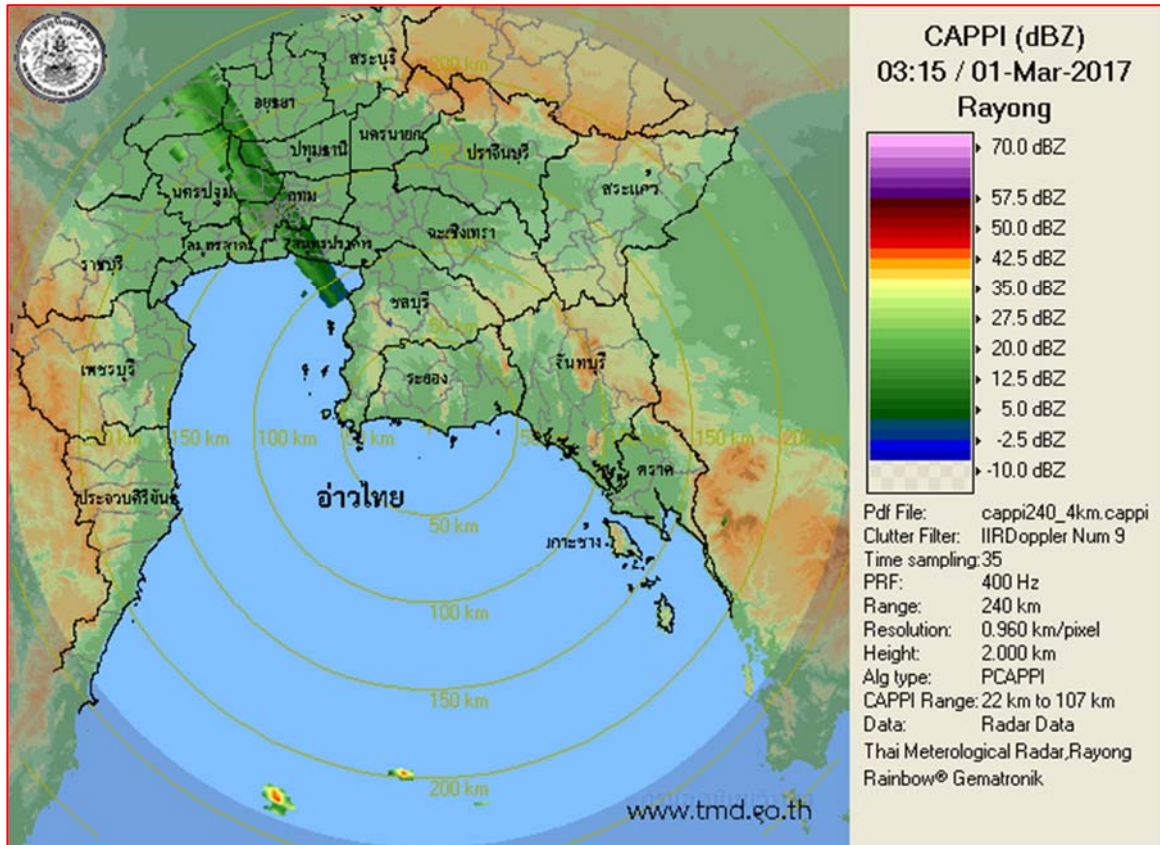 CAPPI (dBZ)
03:15 / 01-Mar-2017
Rayong
70.0 dBZ
57.5 dBZ
50.0 dBZ
42.5 dBZ
35.0 dBZ
27.5 dBZ
20.0 dBZ
12.5 dBZ
5.0 dBZ
-2.5 dBZ
-10.0 dBZ
Pdf File: cappi240_4km.cappi
Clutter Filter: IIRDoppler Num 9
Time sampling:35
PRF: 400 Hz
Range: 240 km
Resolution: 0.960 km/pixel
Height: 2.000 km
Alg type: PCAPPI
CAPPI Range: 22 km to 107 km
Data: Radar Data
Thai Meterological Radar,Rayong
Rainbow® Gematronik
สระบุรี
200 km
อยุธยา
นครนายก
ปทุมธานี
ปราจีนบุรี
สระแก้ว
นครปฐม
กทม
ฉะเชิงเทรา
สมุทรปราการ
ราชบุรี
ชลบุรี
50 km
เพชรบุรี
ระยอง
จันทบุรี
150 km
100 km
150 km
200 km
ตราด
ประจวบคีรีขันธ์
อ่าวไทย
50 km
เกาะช้าง
100 km
150 km
200 km
www.tmd.go.th